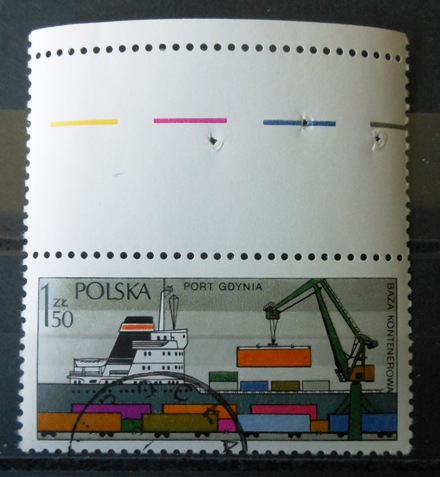 1 ZŁ 50 POLSKA
PORT GDYNIA
BAZA KONTENEROWA